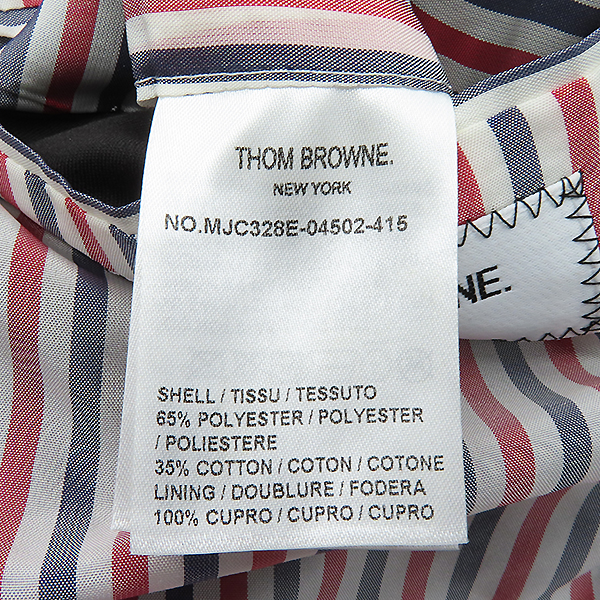 THOM BROWNE.
NEW YORK
NO.MJC328E-04502-415
NE.
SHELL / TISSU / TESSUTO
65% POLYESTER / POLYESTER
/ POLIESTERE
35% COTTON / COTON / COTONE
LINING / DOUBLURE / FODERA
100% CUPRO / CUPRO / CUPRO